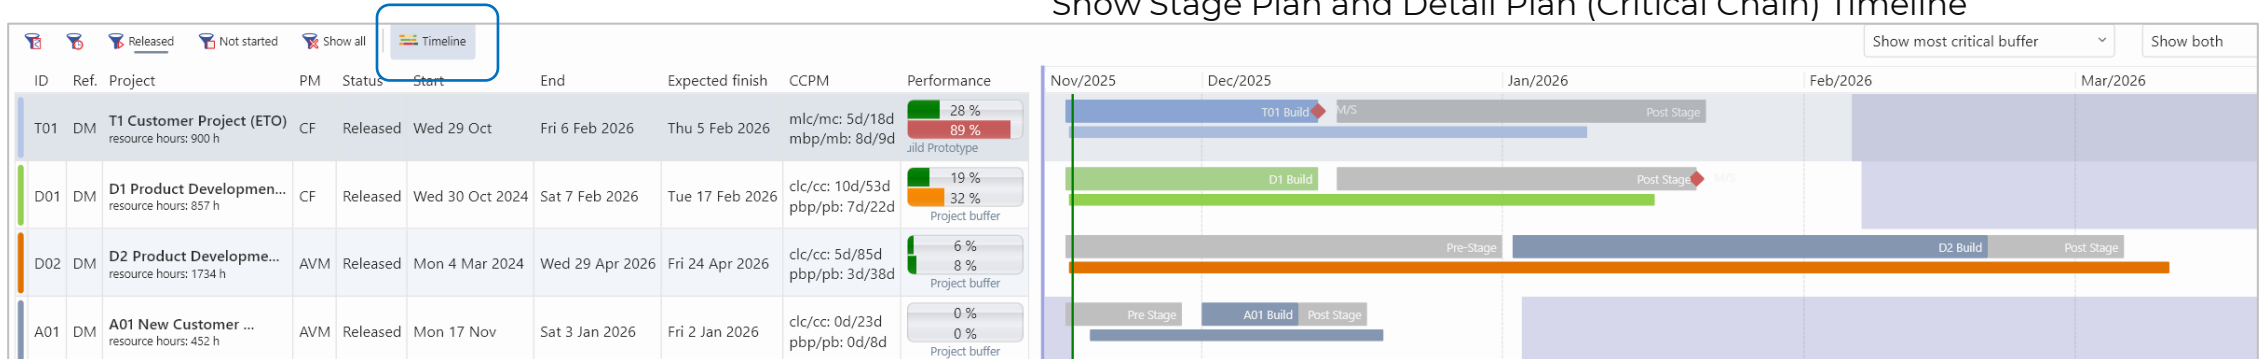 Show Stage Plan and Detail Plan (Critical Chain) Timeline
Released Not started Show all Timeline Show most critical buffer Show both
ID Ref. Project PM Status Start End Expected finish CCPM Performance Nov/2025 Dec/2025 Jan/2026 Feb/2026 Mar/2026
T01 DM T1 Customer Project (ETO) CF Released Wed 29 Oct Fri 6 Feb 2026 Thu 5 Feb 2026 mlc/mc: 5d/18d 28 % T01 Build M/S Post Stage
resource hours: 900 h mbp/mb: 8d/9d 89 %
uild Prototype
D01 DM D1 Product Developmen... CF Released Wed 30 Oct 2024 Sat 7 Feb 2026 Tue 17 Feb 2026 clc/cc: 10d/53d 19 % D1 Build Post Stage M/S
resource hours: 857 h pbp/pb: 7d/22d 32 %
Project buffer
D02 DM D2 Product Developme... AVM Released Mon 4 Mar 2024 Wed 29 Apr 2026 Fri 24 Apr 2026 clc/cc: 5d/85d 6 % Pre-Stage D2 Build Post Stage
resource hours: 1734 h pbp/pb: 3d/38d 8 %
Project buffer
A01 DM A01 New Customer ... AVM Released Mon 17 Nov Sat 3 Jan 2026 Fri 2 Jan 2026 clc/cc: 0d/23d 0 % Pre Stage A01 Build Post Stage
resource hours: 452 h pbp/pb: 0d/8d 0 %
Project buffer